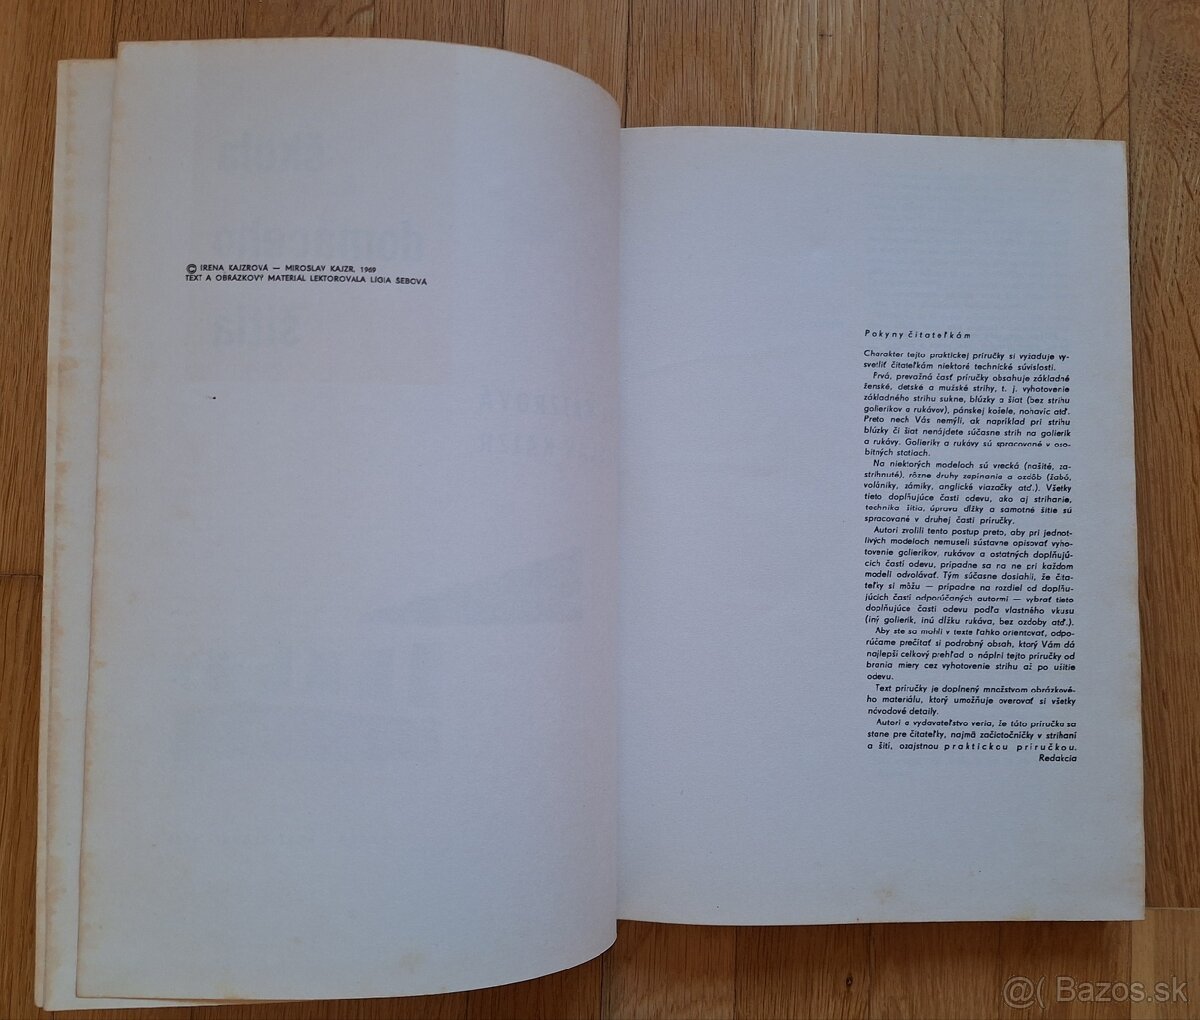 © IRENA KAJZROVÁ — MIROSLAV KAJZR, 1969
TEXT A OBRÁZKOVÝ MATERIÁL LEKTOROVALA LÍGIA ŠEBOVÁ
Pokyny čitateľkám
Charakter tejto praktickej príručky si vyžaduje vy-
svetliť čitateľkám niektoré technické súvislosti.
Prvá, prevažná časť príručky obsahuje základné
ženské, detské a mužské strihy, t. j. vyhotovenie
základného strihu sukne, blúzky a šiat (bez strihu
golierikov a rukávov), pánskej košele, nohavíc atď.
Preto nech Vás nemýli, ak napríklad pri strihu
blúzky či šiat nenájdete súčasne strih na golierik
a rukávy. Golieriky a rukávy sú spracované v oso-
bitných statiach.
Na niektorých modeloch sú vrecká (našité, za-
strihnuté), rôzne druhy zapínania a ozdôb (žabó,
volániky, zámiky, anglické viazačky atď.). Všetky
tieto doplňujúce časti odevu, ako aj strihanie,
technika šitia, úprava dĺžky a samotné šitie sú
spracované v druhej časti príručky.
Autori zvolili tento postup preto, aby pri jednot-
livých modeloch nemuseli sústavne opisovať vyho-
tovenie golierikov, rukávov a ostatných doplňujú-
cich častí odevu, prípadne sa na ne pri každom
modeli odvolávať. Tým súčasne dosiahli, že čita-
teľky si môžu — prípadne na rozdiel od doplňu-
júcich častí odporúčaných autormi — vybrať tieto
doplňujúce časti odevu podľa vlastného vkusu
(iný golierik, inú dĺžku rukáva, bez ozdoby atď.).
Aby ste sa mohli v texte ľahko orientovať, odpo-
rúčame prečítať si podrobný obsah, ktorý Vám dá
najlepší celkový prehľad o náplni tejto príručky od
brania miery cez vyhotovenie strihu až po ušitie
odevu.
Text príručky je doplnený množstvom obrázkové-
ho materiálu, ktorý umožňuje overovať si všetky
návodové detaily.
Autori a vydavateľstvo veria, že táto príručka sa
stane pre čitateľky, najmä začiatočníčky v strihaní
a šití, ozajstnou praktickou príručkou.
Redakcia
@( Bazos.sk